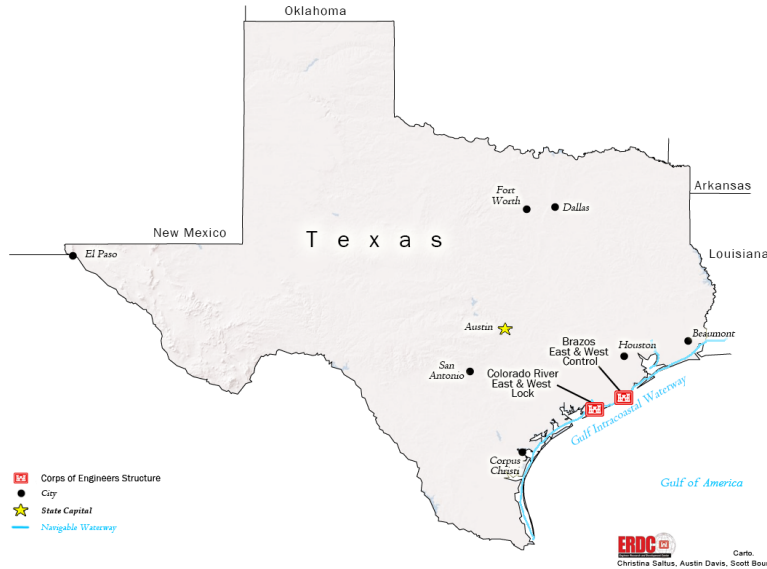 Oklahoma
Arkansas
Fort
Worth
Dallas
New Mexico
Texas
El Paso
Louisiana
Austin
Beaumont
Brazos
East & West
Control
Houston
San
Antonio
Colorado River
East & West
Lock
Gulf Intracoastal Waterway
Corpus
Christi
Corps of Engineers Structure
City
State Capital
Navigable Waterway
Gulf of America
ERDC
Carto.
Christina Saltus, Austin Davis, Scott Bour